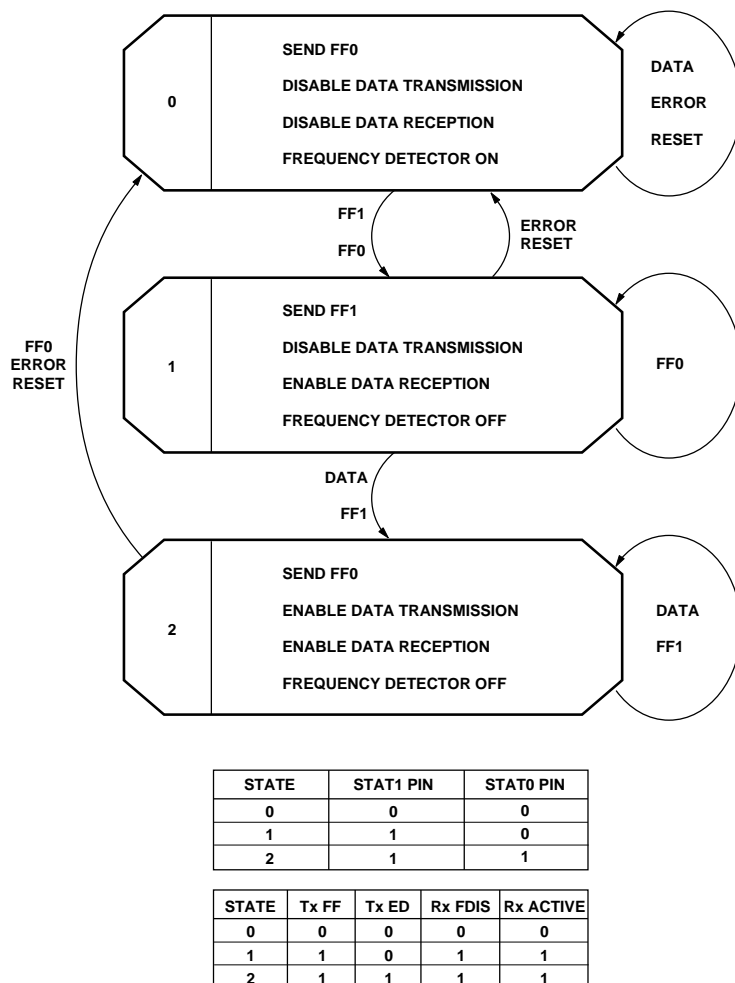 SEND FF0
DISABLE DATA TRANSMISSION
DISABLE DATA RECEPTION
FREQUENCY DETECTOR ON
0
DATA
ERROR
RESET
FF1
FF0
ERROR
RESET
SEND FF1
DISABLE DATA TRANSMISSION
ENABLE DATA RECEPTION
FREQUENCY DETECTOR OFF
1
FF0
FF0
ERROR
RESET
DATA
FF1
SEND FF0
ENABLE DATA TRANSMISSION
ENABLE DATA RECEPTION
FREQUENCY DETECTOR OFF
2
DATA
FF1
STATE STAT1 PIN STAT0 PIN
0 0 0
1 1 0
2 1 1
STATE Tx FF Tx ED Rx FDIS Rx ACTIVE
0 0 0 0 0
1 1 0 1 1
2 1 1 1 1